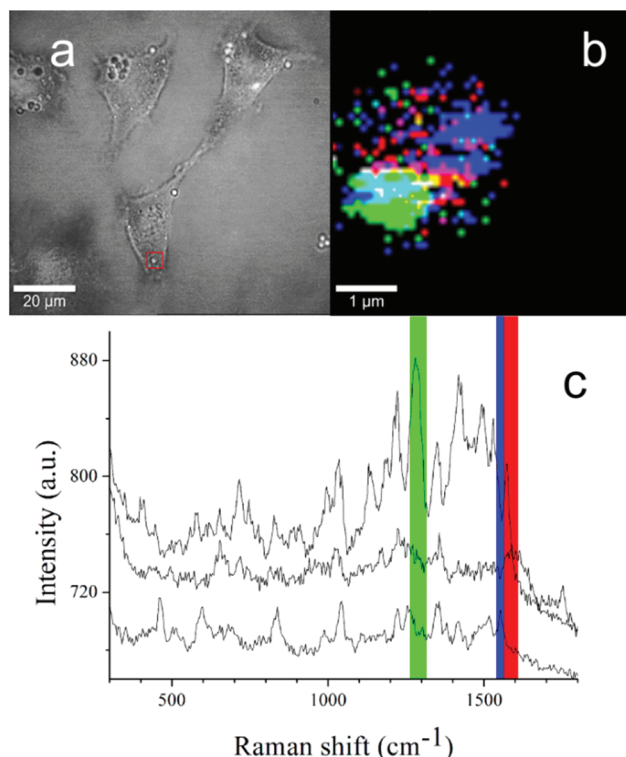 a
b
20 µm
1 µm
c
880
800
720
Intensity (a.u.)
500
1000
1500
Raman shift (cm-1)